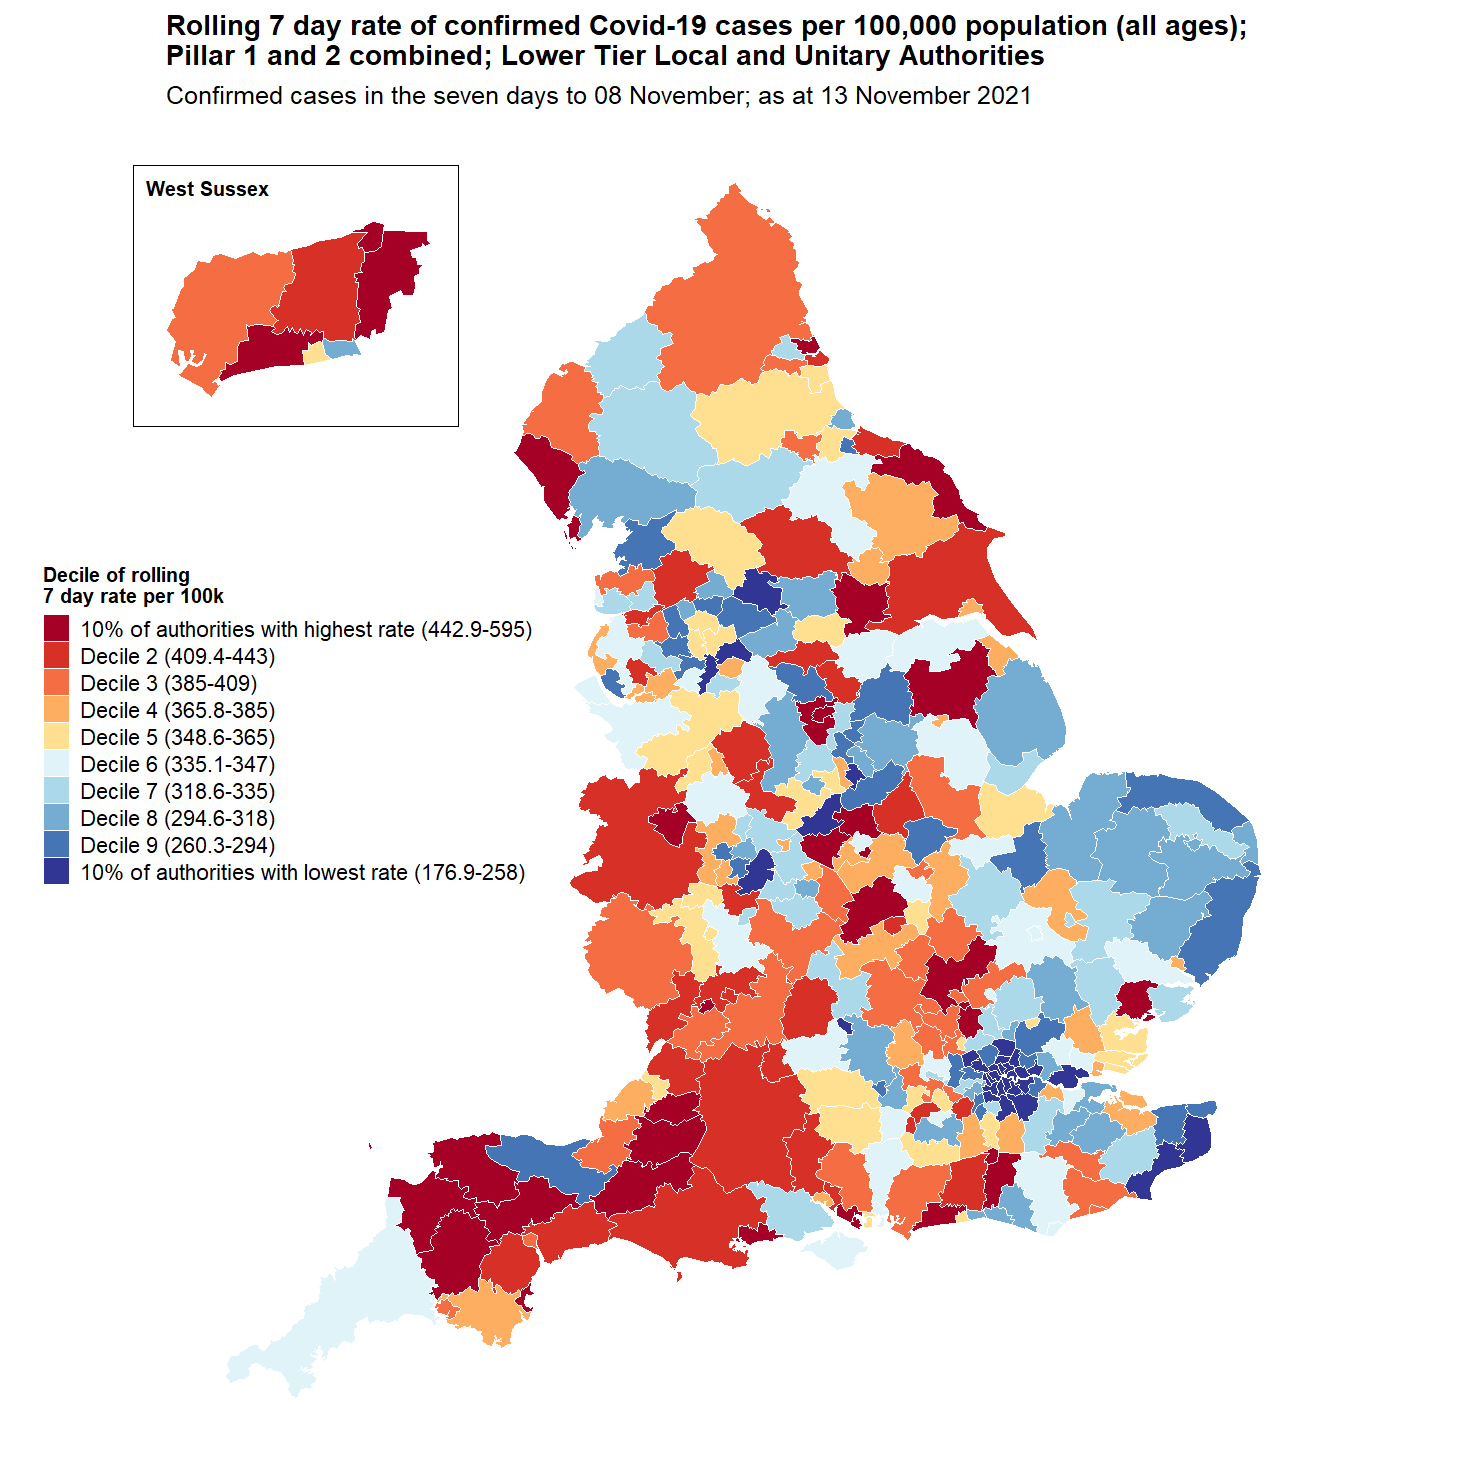 Rolling 7 day rate of confirmed Covid-19 cases per 100,000 population (all ages);
Pillar 1 and 2 combined; Lower Tier Local and Unitary Authorities
Confirmed cases in the seven days to 08 November; as at 13 November 2021
West Sussex
Decile of rolling
7 day rate per 100k
10% of authorities with highest rate (442.9-595)
Decile 2 (409.4-443)
Decile 3 (385-409)
Decile 4 (365.8-385)
Decile 5 (348.6-365)
Decile 6 (335.1-347)
Decile 7 (318.6-335)
Decile 8 (294.6-318)
Decile 9 (260.3-294)
10% of authorities with lowest rate (176.9-258)